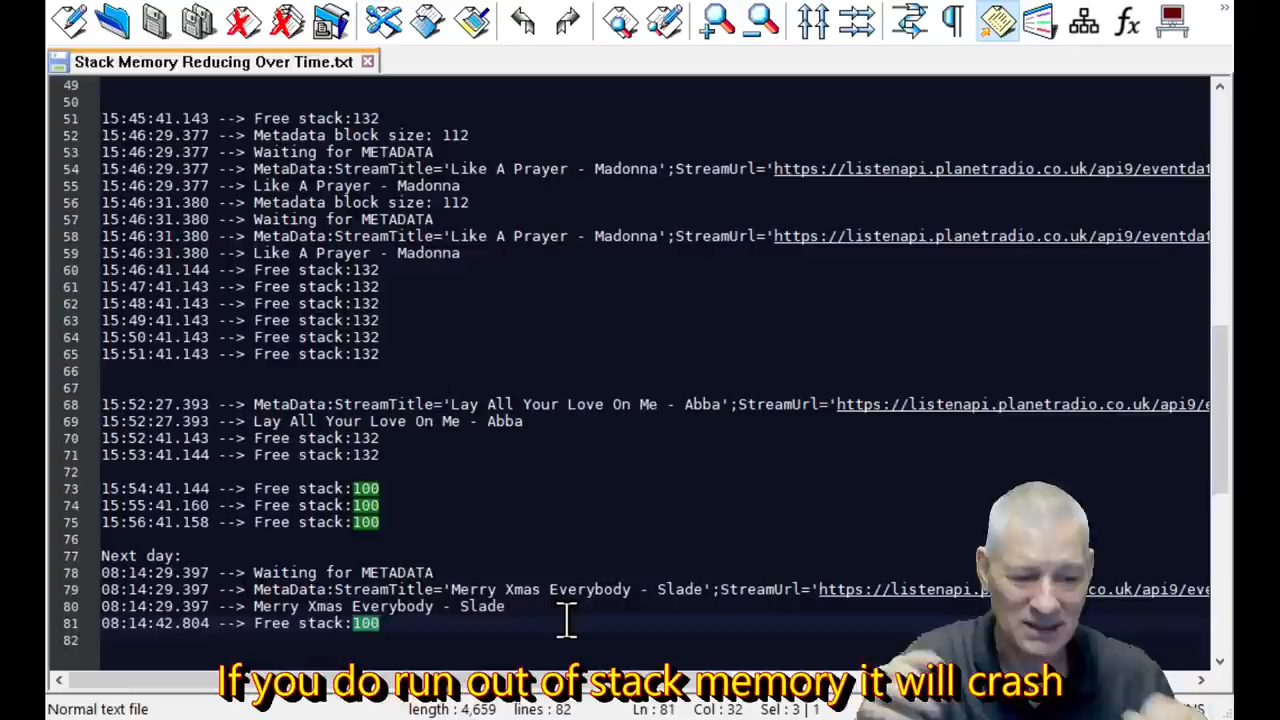 Stack Memory Reducing Over Time.txt
49
50
51 15:45:41.143 --> Free stack:132
52 15:46:29.377 --> Metadata block size: 112
53 15:46:29.377 --> Waiting for METADATA
54 15:46:29.377 --> MetaData:StreamTitle='Like A Prayer - Madonna';StreamUrl='https://listenapi.planetradio.co.uk/api9/eventdat
55 15:46:29.377 --> Like A Prayer - Madonna
56 15:46:31.380 --> Metadata block size: 112
57 15:46:31.380 --> Waiting for METADATA
58 15:46:31.380 --> MetaData:StreamTitle='Like A Prayer - Madonna';StreamUrl='https://listenapi.planetradio.co.uk/api9/eventdat
59 15:46:31.380 --> Like A Prayer - Madonna
60 15:46:41.144 --> Free stack:132
61 15:47:41.143 --> Free stack:132
62 15:48:41.143 --> Free stack:132
63 15:49:41.143 --> Free stack:132
64 15:50:41.143 --> Free stack:132
65 15:51:41.143 --> Free stack:132
66
67
68 15:52:27.393 --> MetaData:StreamTitle='Lay All Your Love On Me - Abba';StreamUrl='https://listenapi.planetradio.co.uk/api9/e
69 15:52:27.393 --> Lay All Your Love On Me - Abba
70 15:52:41.143 --> Free stack:132
71 15:53:41.144 --> Free stack:132
72
73 15:54:41.144 --> Free stack:100
74 15:55:41.160 --> Free stack:100
75 15:56:41.158 --> Free stack:100
76
77 Next day:
78 08:14:29.397 --> Waiting for METADATA
79 08:14:29.397 --> MetaData:StreamTitle='Merry Xmas Everybody - Slade';StreamUrl='https://listenapi.planetradio.co.uk/api9/eve
80 08:14:29.397 --> Merry Xmas Everybody - Slade
81 08:14:42.804 --> Free stack:100
82
If you do run out of stack memory it will crash
Normal text file length : 4,659 lines : 82 Ln : 81 Col : 32 Sel : 3 | 1